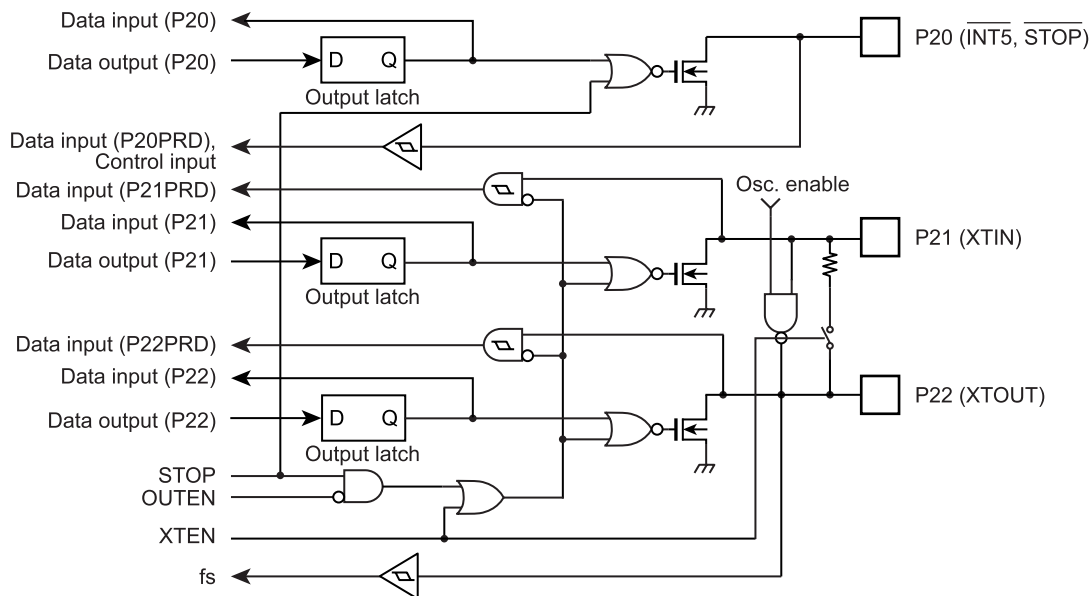 Data input (P20)
Data output (P20)
D Q
Output latch
P20 (INT5, STOP)
Data input (P20PRD),
Control input
Data input (P21PRD)
Osc. enable
Data input (P21)
P21 (XTIN)
Data output (P21)
D Q
Output latch
Data input (P22PRD)
Data input (P22)
P22 (XTOUT)
Data output (P22)
D Q
Output latch
STOP
OUTEN
XTEN
fs